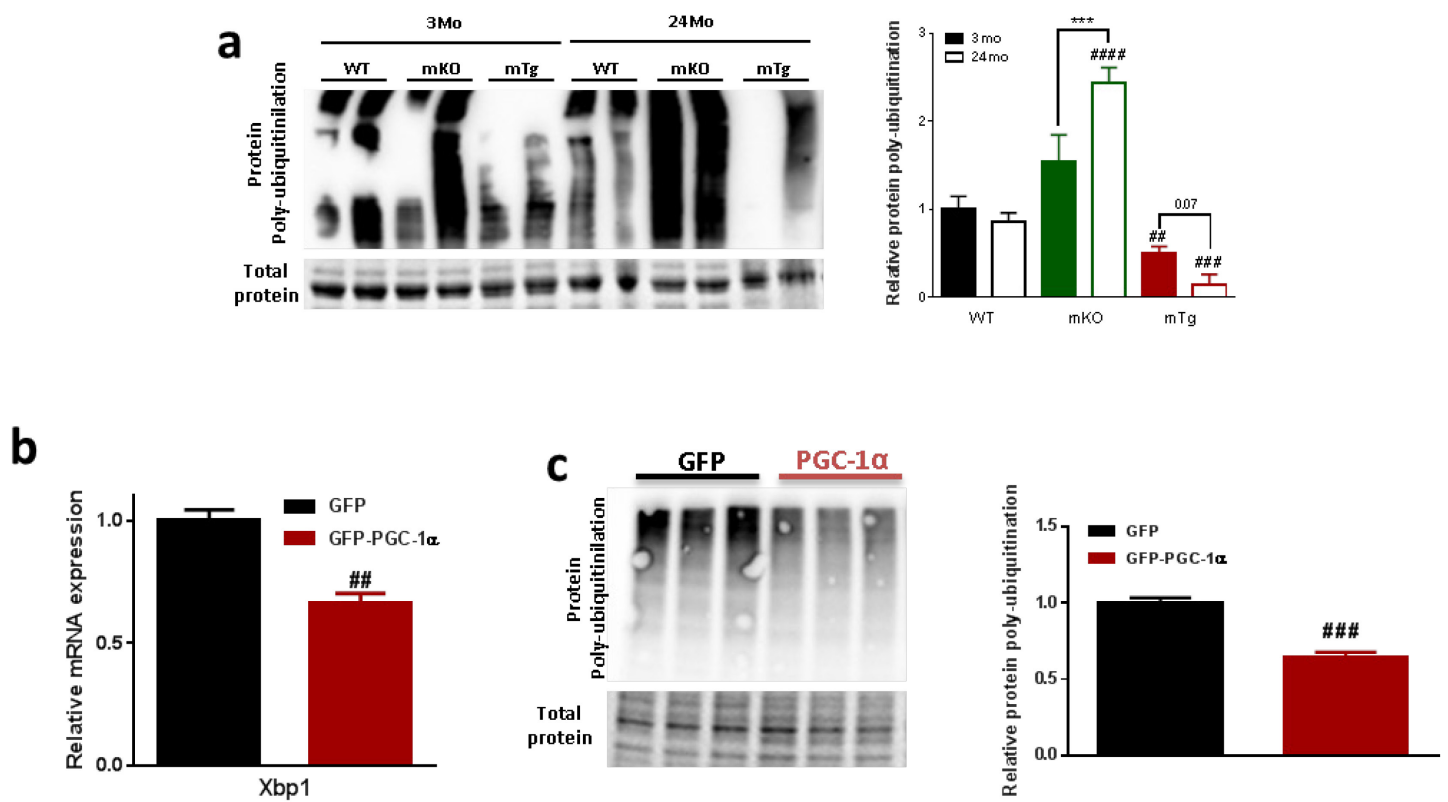 a
3Mo
24Mo
WT
mKO
mTg
WT
mKO
mTg
Protein
Poly-ubiquitinilation
Total
protein
Relative protein poly-ubiquitination
3
2
1
0
3 mo
24 mo
***
####
0.07
##
###
WT
mKO
mTg
b
Relative mRNA expression
1.0
0.5
0.0
GFP
GFP-PGC-1α
##
Xbp1
c
GFP
PGC-1α
Protein
Poly-ubiquitinilation
Total
protein
Relative protein poly-ubiquitination
1.5
1.0
0.5
0.0
GFP
GFP-PGC-1α
###